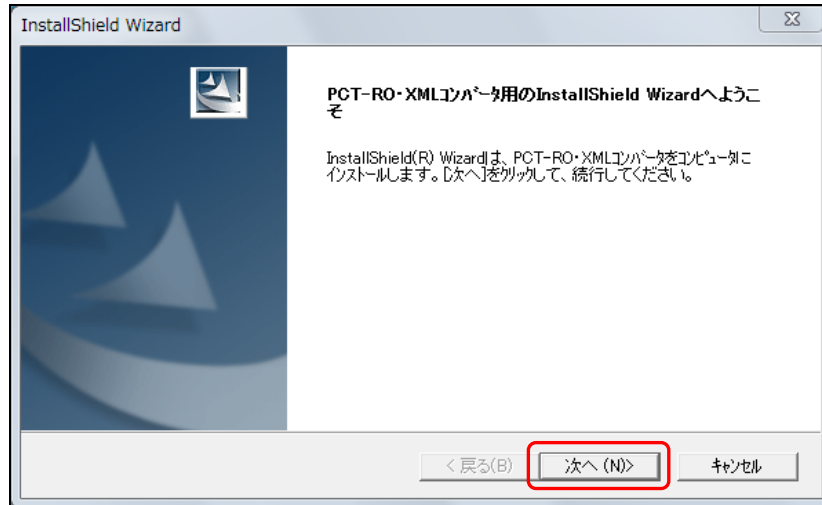 InstallShield Wizard
PCT-RO・XMLコンバータ用のInstallShield Wizardへようこ
そ
InstallShield(R) Wizardは、PCT-RO・XMLコンバータをコンピュータに
インストールします。[次へ]をクリックして、続行してください。
< 戻る(B)
次へ (N)>
キャンセル